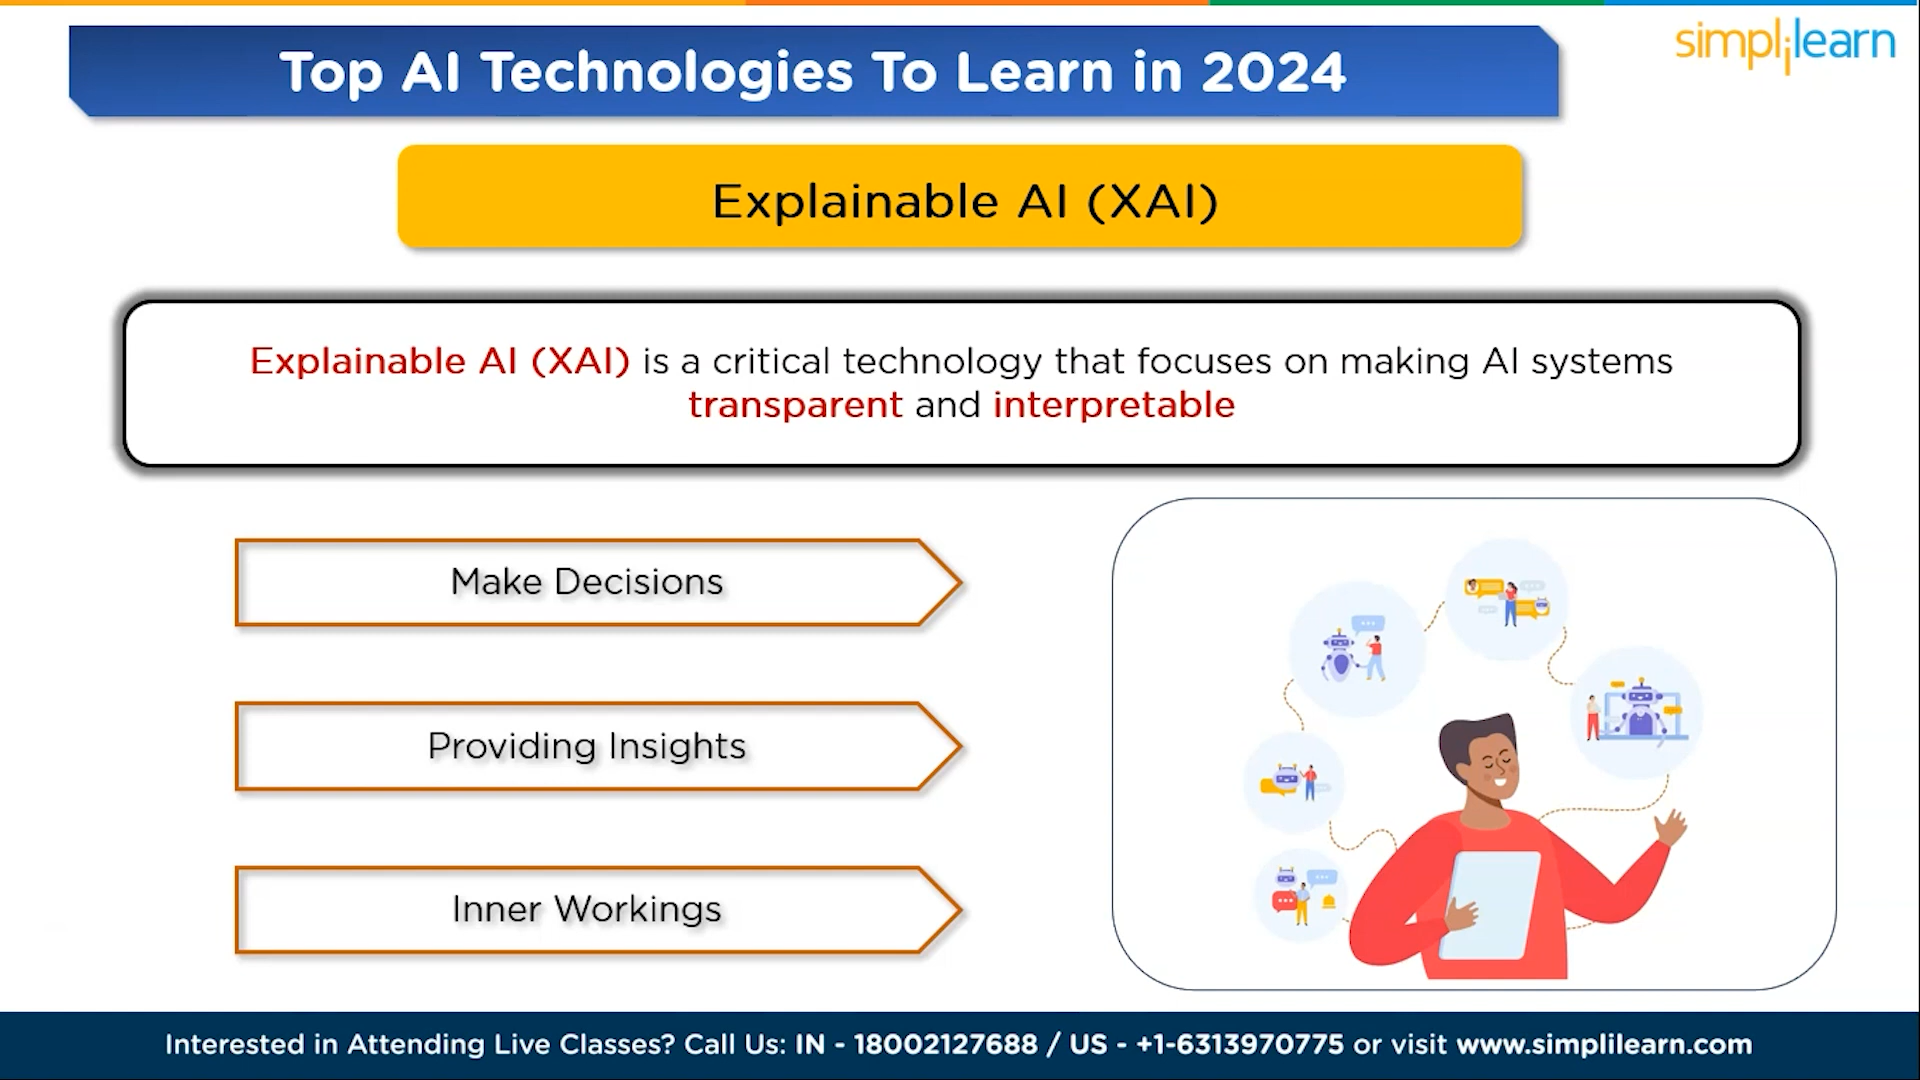 simplilearn
Top AI Technologies To Learn in 2024
Explainable AI (XAI)
Explainable AI (XAI) is a critical technology that focuses on making AI systems
transparent and interpretable
Make Decisions
Providing Insights
Inner Workings
Interested in Attending Live Classes? Call Us: IN - 18002127688 / US - +1-6313970775 or visit www.simplilearn.com